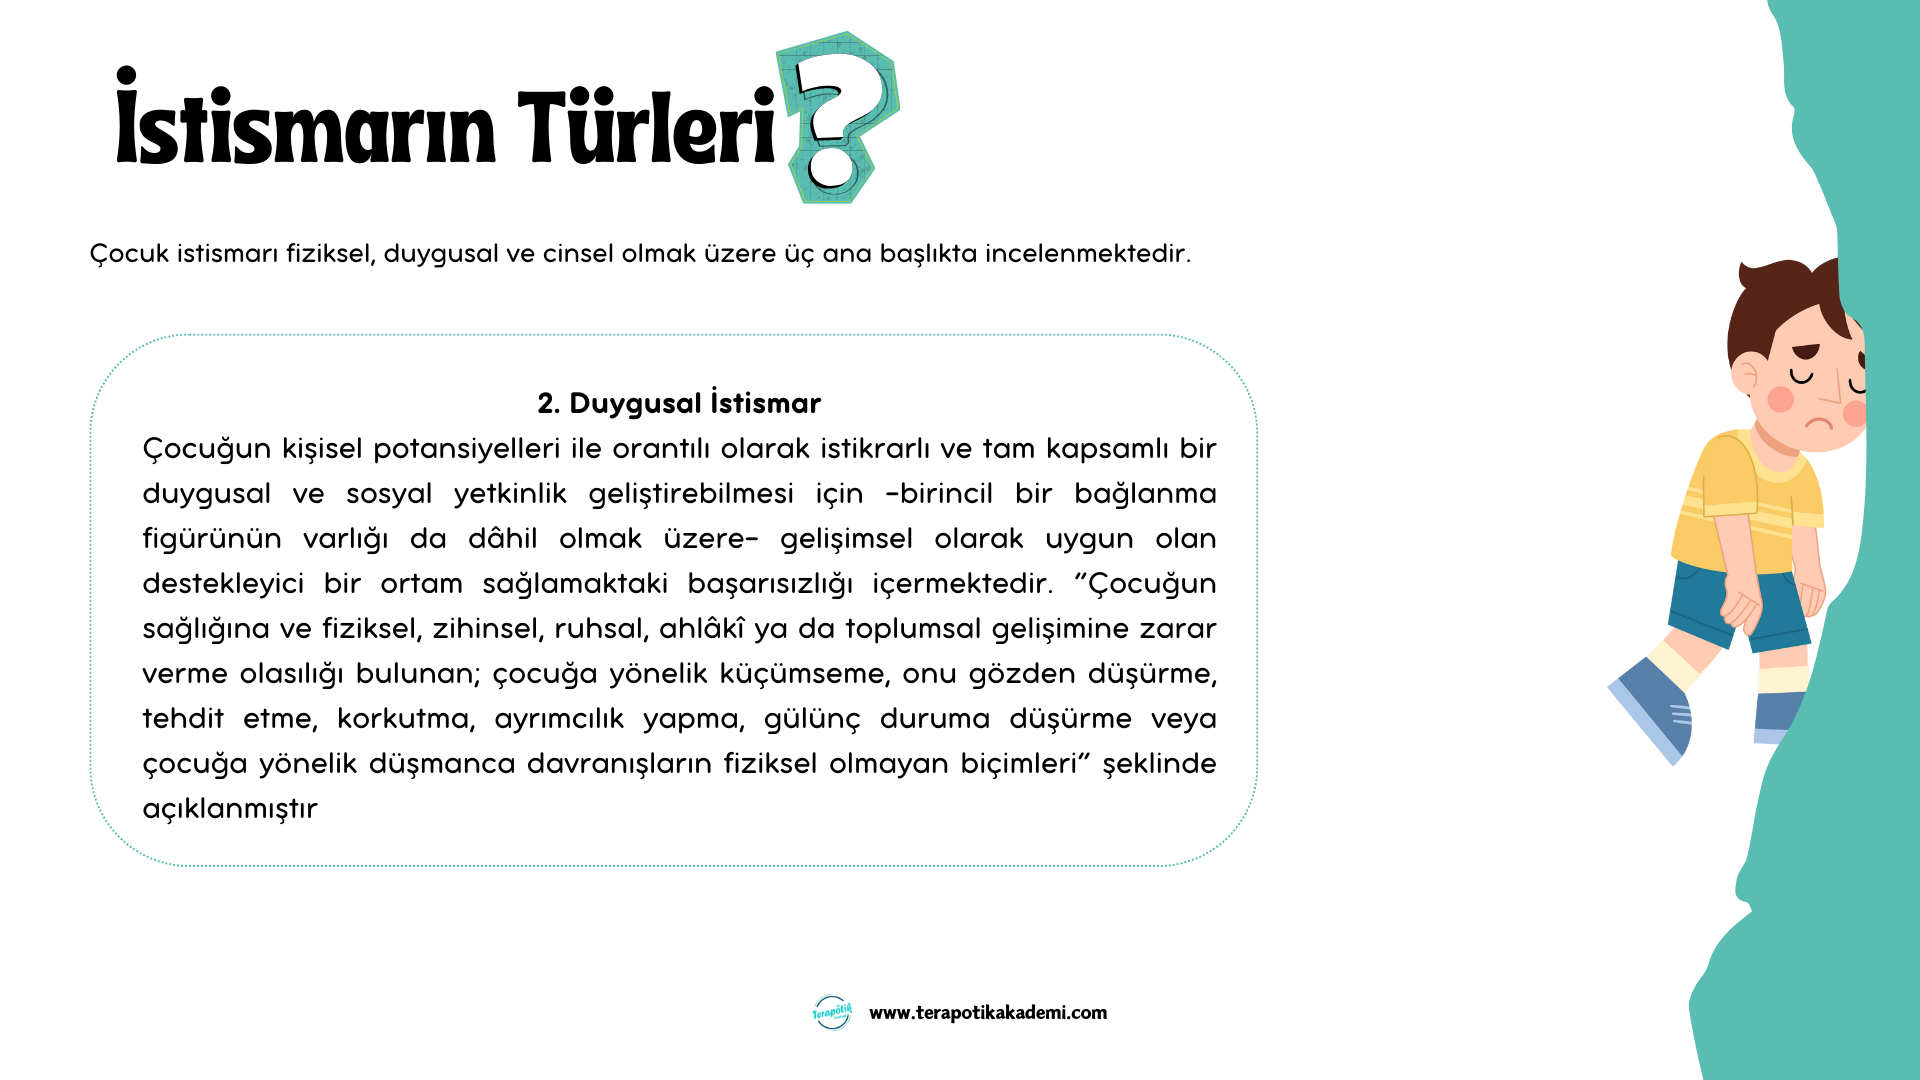 İstismarın Türleri?
Çocuk istismarı fiziksel, duygusal ve cinsel olmak üzere üç ana başlıkta incelenmektedir.
2. Duygusal İstismar
Çocuğun kişisel potansiyelleri ile orantılı olarak istikrarlı ve tam kapsamlı bir
duygusal ve sosyal yetkinlik geliştirebilmesi için -birincil bir bağlanma
figürünün varlığı da dâhil olmak üzere- gelişimsel olarak uygun olan
destekleyici bir ortam sağlamaktaki başarısızlığı içermektedir. "Çocuğun
sağlığına ve fiziksel, zihinsel, ruhsal, ahlâkî ya da toplumsal gelişimine zarar
verme olasılığı bulunan; çocuğa yönelik küçümseme, onu gözden düşürme,
tehdit etme, korkutma, ayrımcılık yapma, gülünç duruma düşürme veya
çocuğa yönelik düşmanca davranışların fiziksel olmayan biçimleri" şeklinde
açıklanmıştır
Terapötik
www.terapotikakademi.com